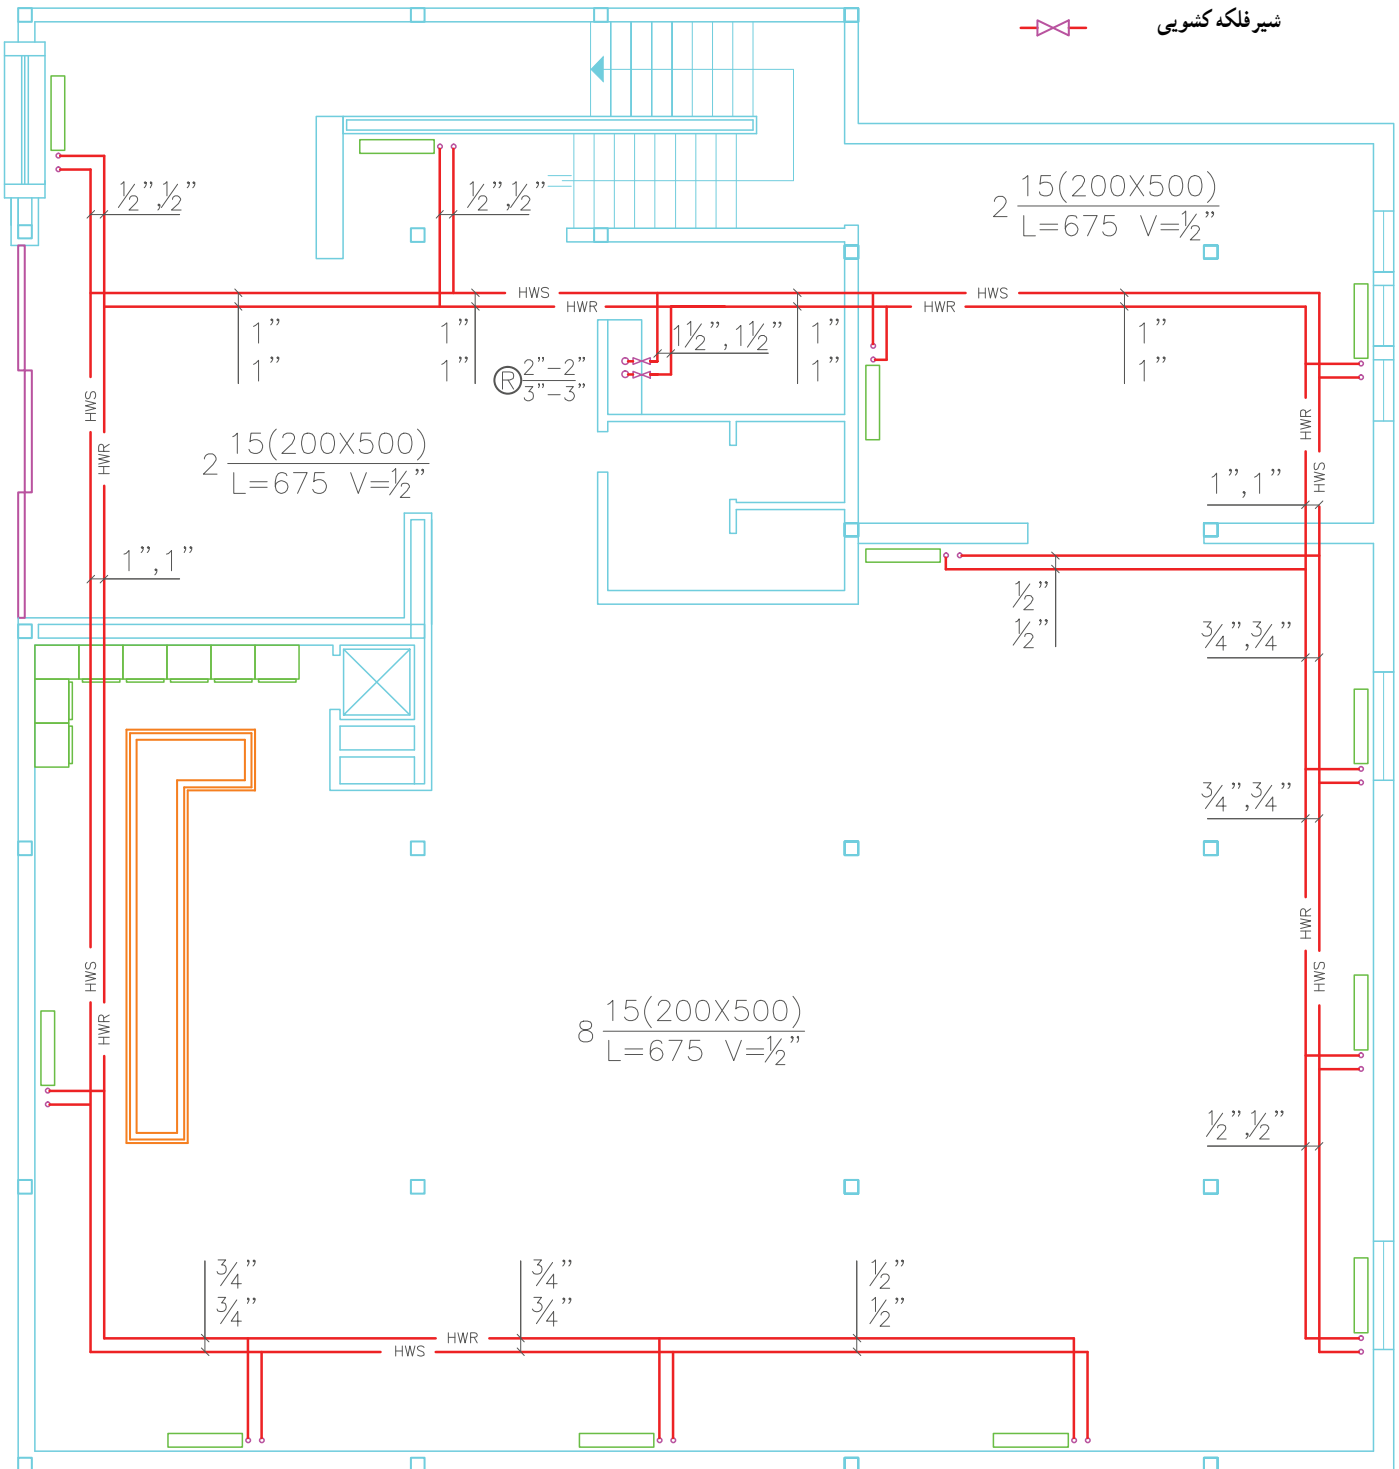 شیر فلکه کشویی
½”,½”
½”,½”
15(200X500)
2
L=675 V=½”
HWS
HWS
HWR
HWR
1”
1”
1½”, 1½”
1”
1”
1”
1”
1”
1”
R
2”-2”
3”-3”
HWS
HWR
HWR
HWS
15(200X500)
2
L=675 V=½”
1”,1”
1”,1”
½”
½”
¾”,¾”
¾”,¾”
HWS
HWR
HWR
HWS
15(200X500)
8
L=675 V=½”
½”,½”
¾”
¾”
¾”
¾”
½”
½”
HWR
HWS